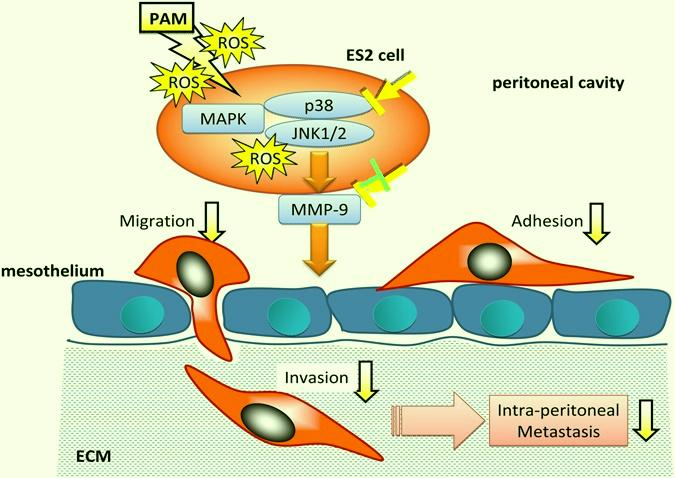 PAM
ROS
ROS
ES2 cell
peritoneal cavity
p38
MAPK
JNK1/2
ROS
MMP-9
Migration
Adhesion
mesothelium
Invasion
Intra-peritoneal
Metastasis
ECM